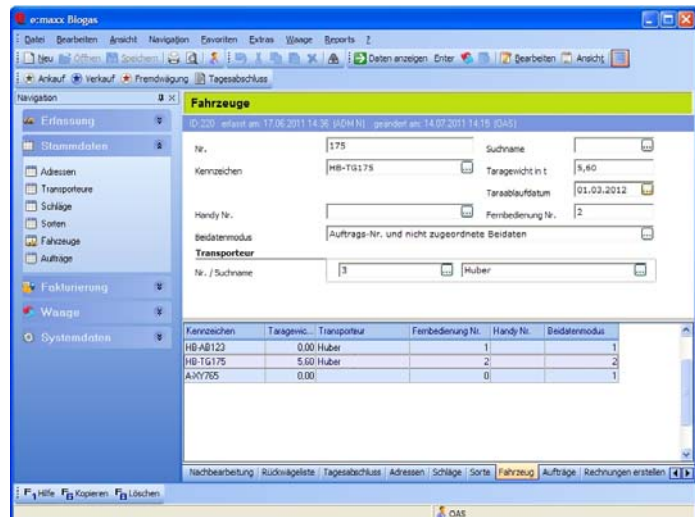 e:maxx Biogas
Datei Bearbeiten Ansicht Navigation Favoriten Extras Waage Reports ?
Neu Öffnen Speichern Daten anzeigen Enter Bearbeiten Ansicht
Ankauf Verkauf Fremdwägung Tagesabschluss
Navigation
Erfassung
Stammdaten
Adressen
Transporteure
Schläge
Sorten
Fahrzeuge
Aufträge
Fakturierung
Waage
Systemdaten
Fahrzeuge
ID:220 erfasst am: 17.06.2011 14:36 (ADMIN) geändert am: 14.07.2011 14:15 (OAS)
Nr. 175 Suchname
Kennzeichen HB-TG175 Taragewicht in t 5,60
Taraablaufdatum 01.03.2012
Handy Nr. Fernbedienung Nr. 2
Beidatenmodus Auftrags-Nr. und nicht zugeordnete Beidaten
Transporteur
Nr. / Suchname 3 Huber
Kennzeichen Taragewic... Transporteur Fernbedienung Nr. Handy Nr. Beidatenmodus
HB-AB123 0,00 Huber 1 1
HB-TG175 5,60 Huber 2 2
A-XY765 0,00 0 1
Nachbearbeitung Rückwägeliste Tagesabschluss Adressen Schläge Sorte Fahrzeug Aufträge Rechnungen erstellen
F1 Hilfe F6 Kopieren F8 Löschen
OAS